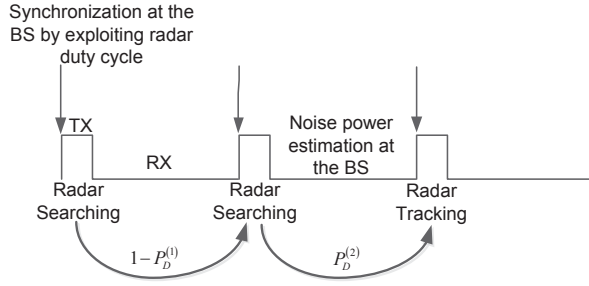 Synchronization at the
BS by exploiting radar
duty cycle
TX
RX
Noise power
estimation at
the BS
Radar
Searching
Radar
Searching
Radar
Tracking
1−P_D^(1)
P_D^(2)